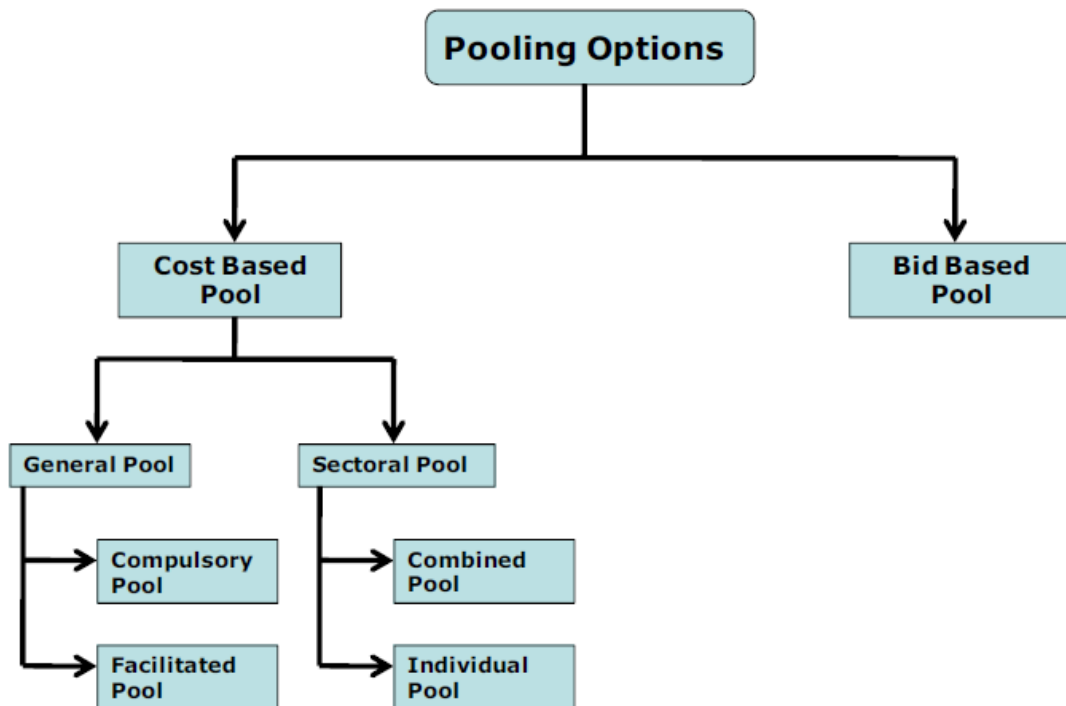 Pooling Options
Cost Based
Pool
Bid Based
Pool
General Pool
Sectoral Pool
Compulsory
Pool
Combined
Pool
Facilitated
Pool
Individual
Pool